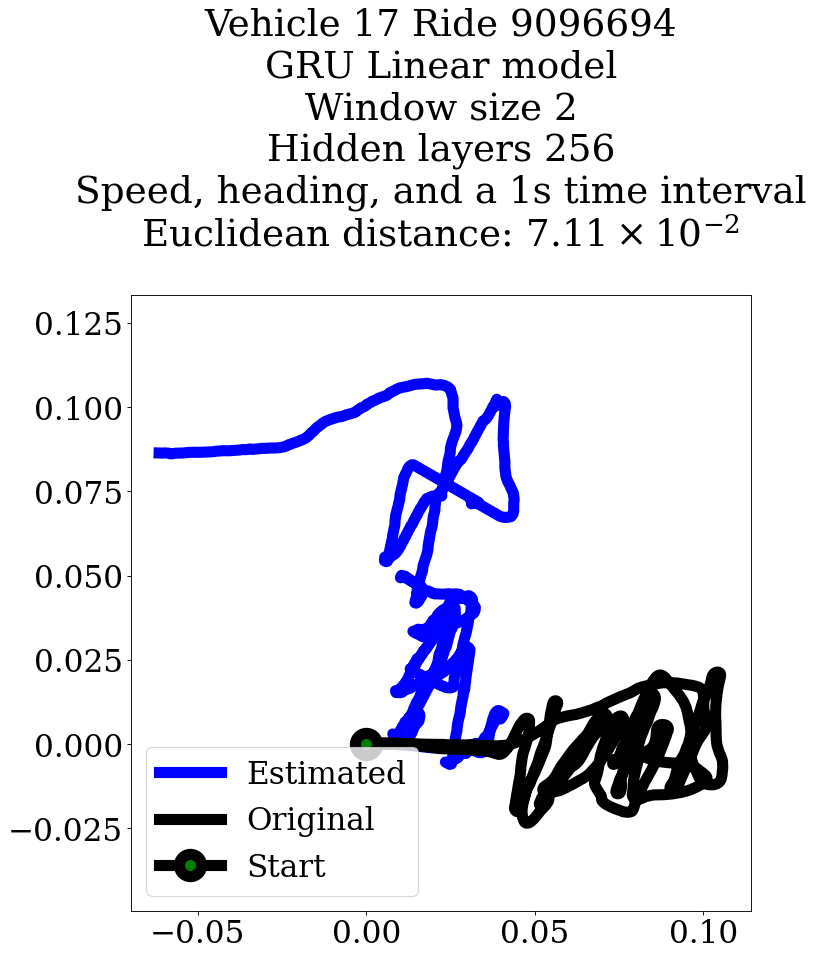 Vehicle 17 Ride 9096694
GRU Linear model
Window size 2
Hidden layers 256
Speed, heading, and a 1s time interval
Euclidean distance: 7.11 × 10⁻²
0.125
0.100
0.075
0.050
0.025
0.000
−0.025
Estimated
Original
Start
−0.05
0.00
0.05
0.10